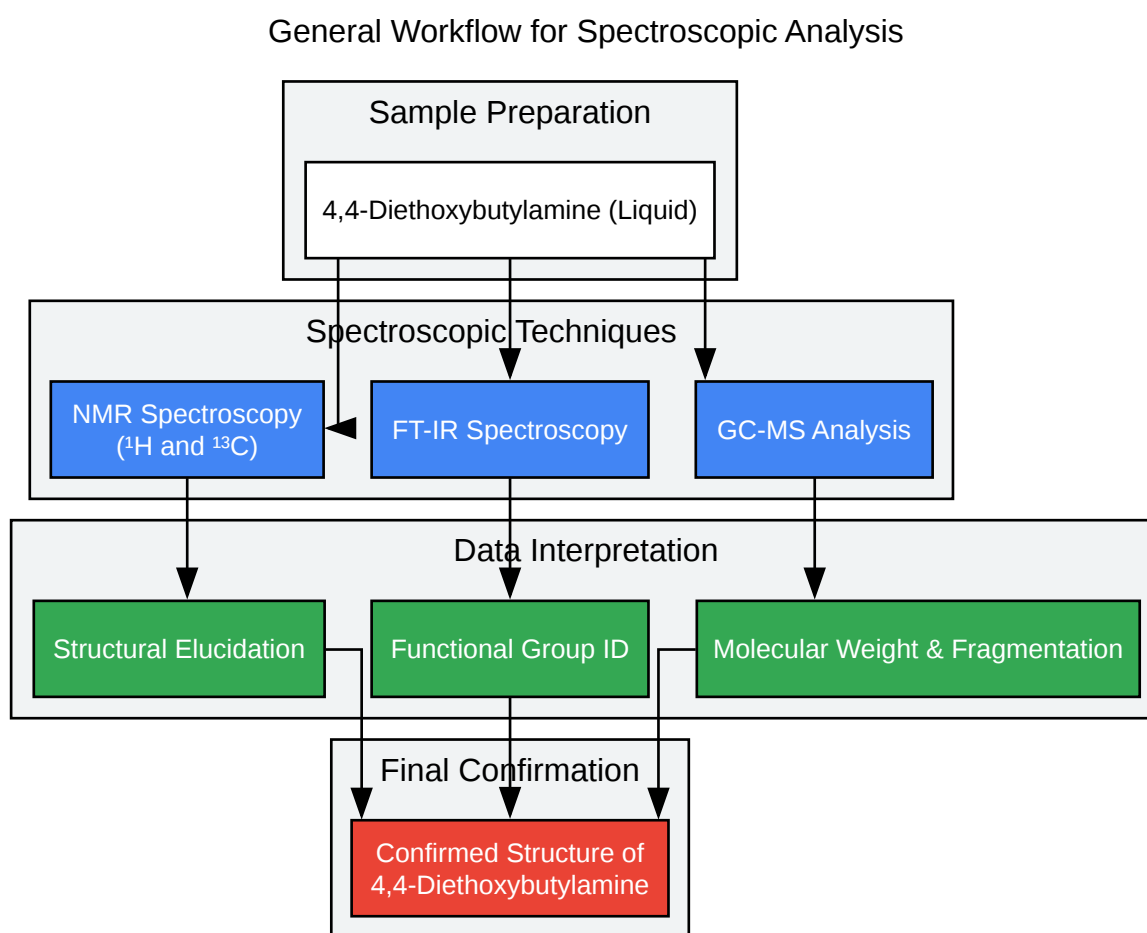 General Workflow for Spectroscopic Analysis
Sample Preparation
4,4-Diethoxybutylamine (Liquid)
Spectroscopic Techniques
NMR Spectroscopy
(¹H and ¹³C)
FT-IR Spectroscopy
GC-MS Analysis
Data Interpretation
Structural Elucidation
Functional Group ID
Molecular Weight & Fragmentation
Final Confirmation
Confirmed Structure of
4,4-Diethoxybutylamine